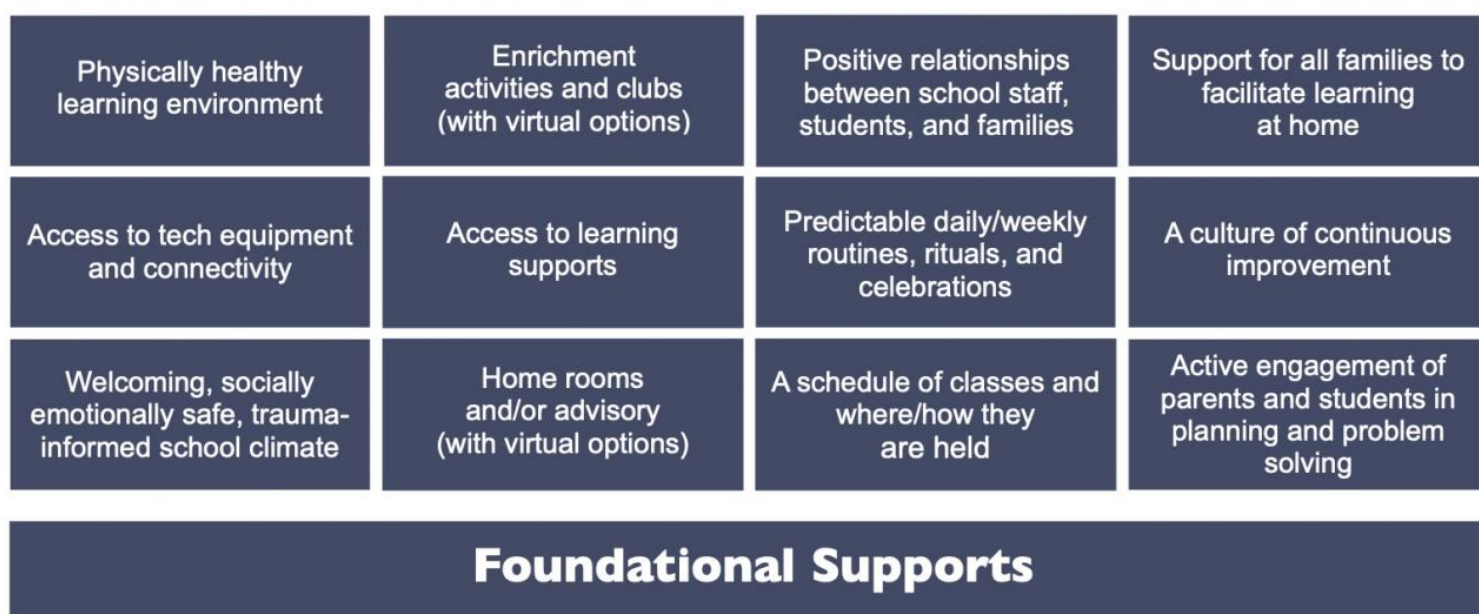 Physically healthy
learning environment
Enrichment
activities and clubs
(with virtual options)
Positive relationships
between school staff,
students, and families
Support for all families to
facilitate learning
at home
Access to tech equipment
and connectivity
Access to learning
supports
Predictable daily/weekly
routines, rituals, and
celebrations
A culture of continuous
improvement
Welcoming, socially
emotionally safe, trauma-
informed school climate
Home rooms
and/or advisory
(with virtual options)
A schedule of classes and
where/how they
are held
Active engagement of
parents and students in
planning and problem
solving
Foundational Supports